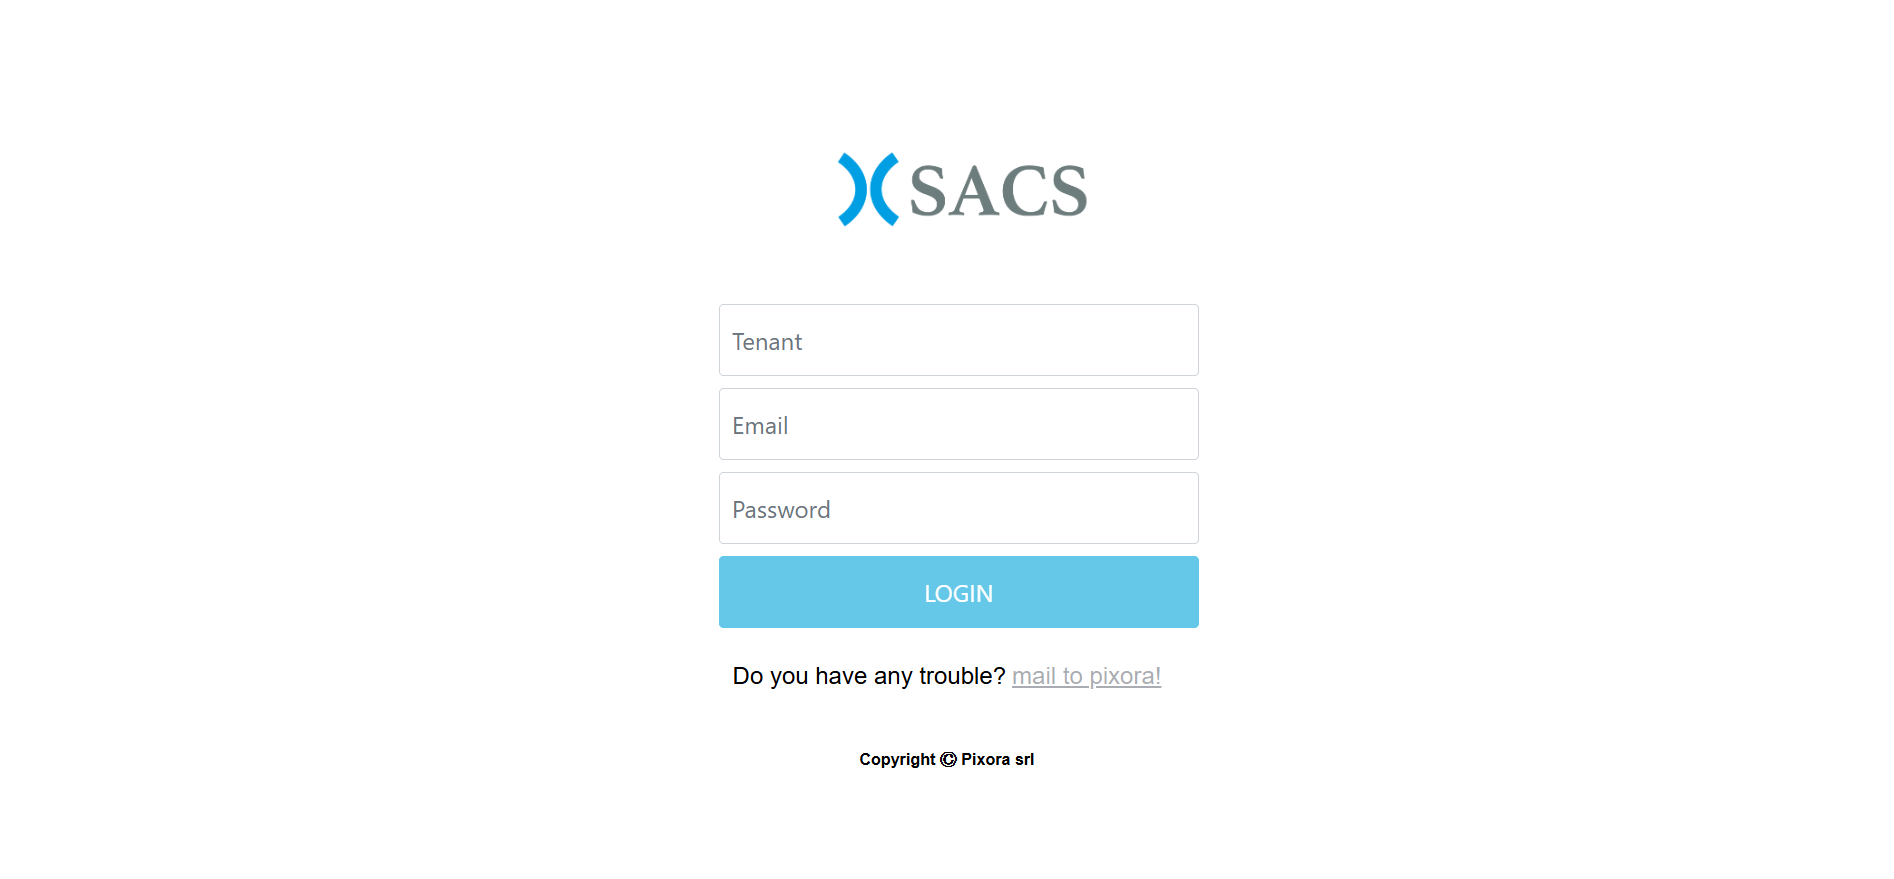 SACS
Tenant
Email
Password
LOGIN
Do you have any trouble? mail to pixora!
Copyright © Pixora srl